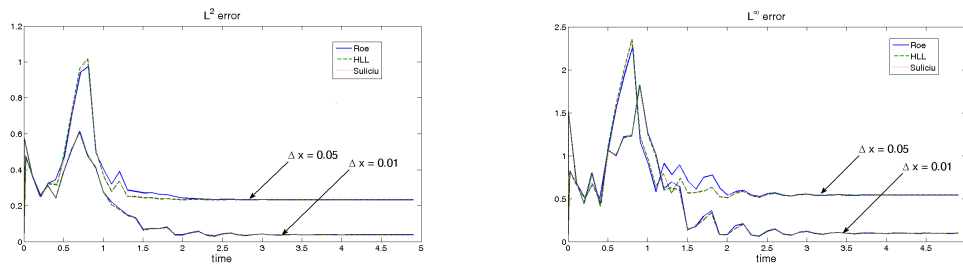 L² error
1.2
1
0.8
0.6
0.4
0.2
0
0 0.5 1 1.5 2 2.5 3 3.5 4 4.5 5
time
Roe
HLL
Suliciu
Δ x = 0.05
Δ x = 0.01
L∞ error
2.5
2
1.5
1
0.5
0
0 0.5 1 1.5 2 2.5 3 3.5 4 4.5 5
time
Roe
HLL
Suliciu
Δ x = 0.05
Δ x = 0.01